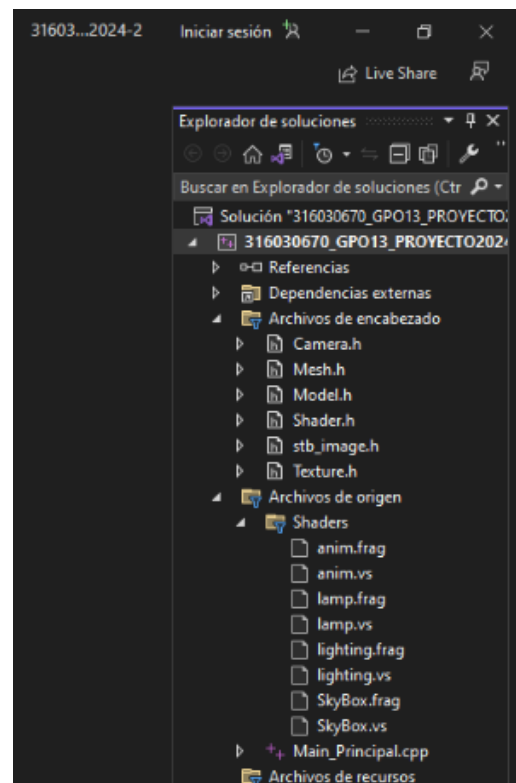 31603...2024-2 Iniciar sesión
Live Share
Explorador de soluciones
Buscar en Explorador de soluciones (Ctr
Solución "316030670_GPO13_PROYECTO2
316030670_GPO13_PROYECTO202
Referencias
Dependencias externas
Archivos de encabezado
Camera.h
Mesh.h
Model.h
Shader.h
stb_image.h
Texture.h
Archivos de origen
Shaders
anim.frag
anim.vs
lamp.frag
lamp.vs
lighting.frag
lighting.vs
SkyBox.frag
SkyBox.vs
Main_Principal.cpp
Archivos de recursos